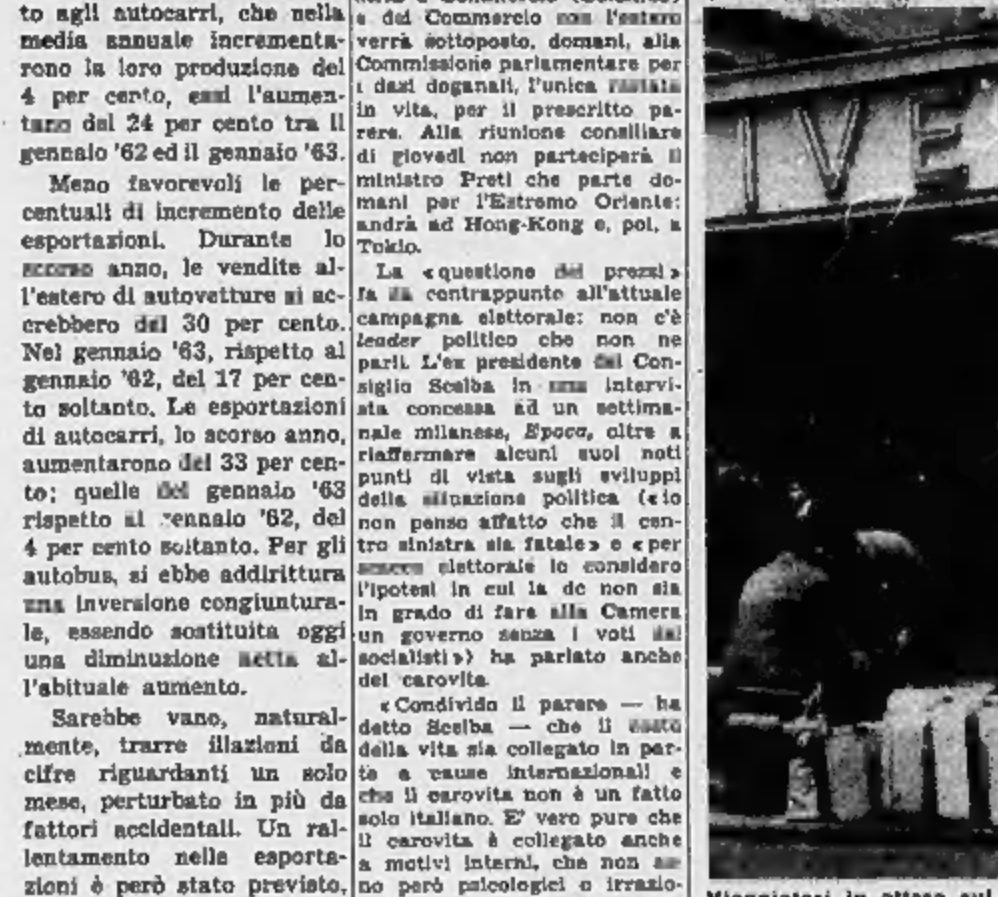 to agli autocarri, che nella
media annuale incrementa-
rono la loro produzione del
4 per cento, essi l'aumen-
tano del 24 per cento tra il
gennaio '62 ed il gennaio '63.
Meno favorevoli le per-
centuali di incremento delle
esportazioni. Durante lo
scorso anno, le vendite al-
l'estero di autovetture si ac-
crebbero del 30 per cento.
Nel gennaio '63, rispetto al
gennaio '62, del 17 per cen-
to soltanto. Le esportazioni
di autocarri, lo scorso anno,
aumentarono del 33 per cen-
to; quelle del gennaio '63
rispetto al gennaio '62, del
4 per cento soltanto. Per gli
autobus, si ebbe addirittura
una inversione congiuntura-
le, essendo sostituita oggi
una diminuzione netta al-
l'abituale aumento.
Sarebbe vano, natural-
mente, trarre illazioni da
cifre riguardanti un solo
mese, perturbato in più da
fattori accidentali. Un ral-
lentamento nelle esporta-
zioni è però stato previsto,
e del Commercio con l'estero
verrà sottoposto, domani, alla
Commissione parlamentare per
i dazi doganali, l'unica restata
in vita, per il prescritto pa-
rere. Alla riunione consiliare
di giovedì non parteciperà il
ministro Preti che parte do-
mani per l'Estremo Oriente:
andrà ad Hong-Kong e, poi, a
Tokio.
La «questione dei prezzi»
fa da contrappunto all'attuale
campagna elettorale: non c'è
leader politico che non ne
parli. L'ex presidente del Con-
siglio Scelba in una intervi-
sta concessa ad un settima-
nale milanese, Epoca, oltre a
riaffermare alcuni suoi noti
punti di vista sugli sviluppi
della situazione politica («io
non penso affatto che il cen-
tro sinistra sia fatale» e «per
elettorale io considero
l'ipotesi in cui la dc non sia
in grado di fare alla Camera
un governo senza i voti dei
socialisti») ha parlato anche
del carovita.
«Condivido il parere — ha
detto Scelba — che il costo
della vita sia collegato in par-
te a cause internazionali e
che il carovita non è un fatto
solo italiano. E' vero pure che
il carovita è collegato anche
a motivi interni, che non so-
no però psicologici o irrazio-
IVE
Viaggiatori in attesa sul